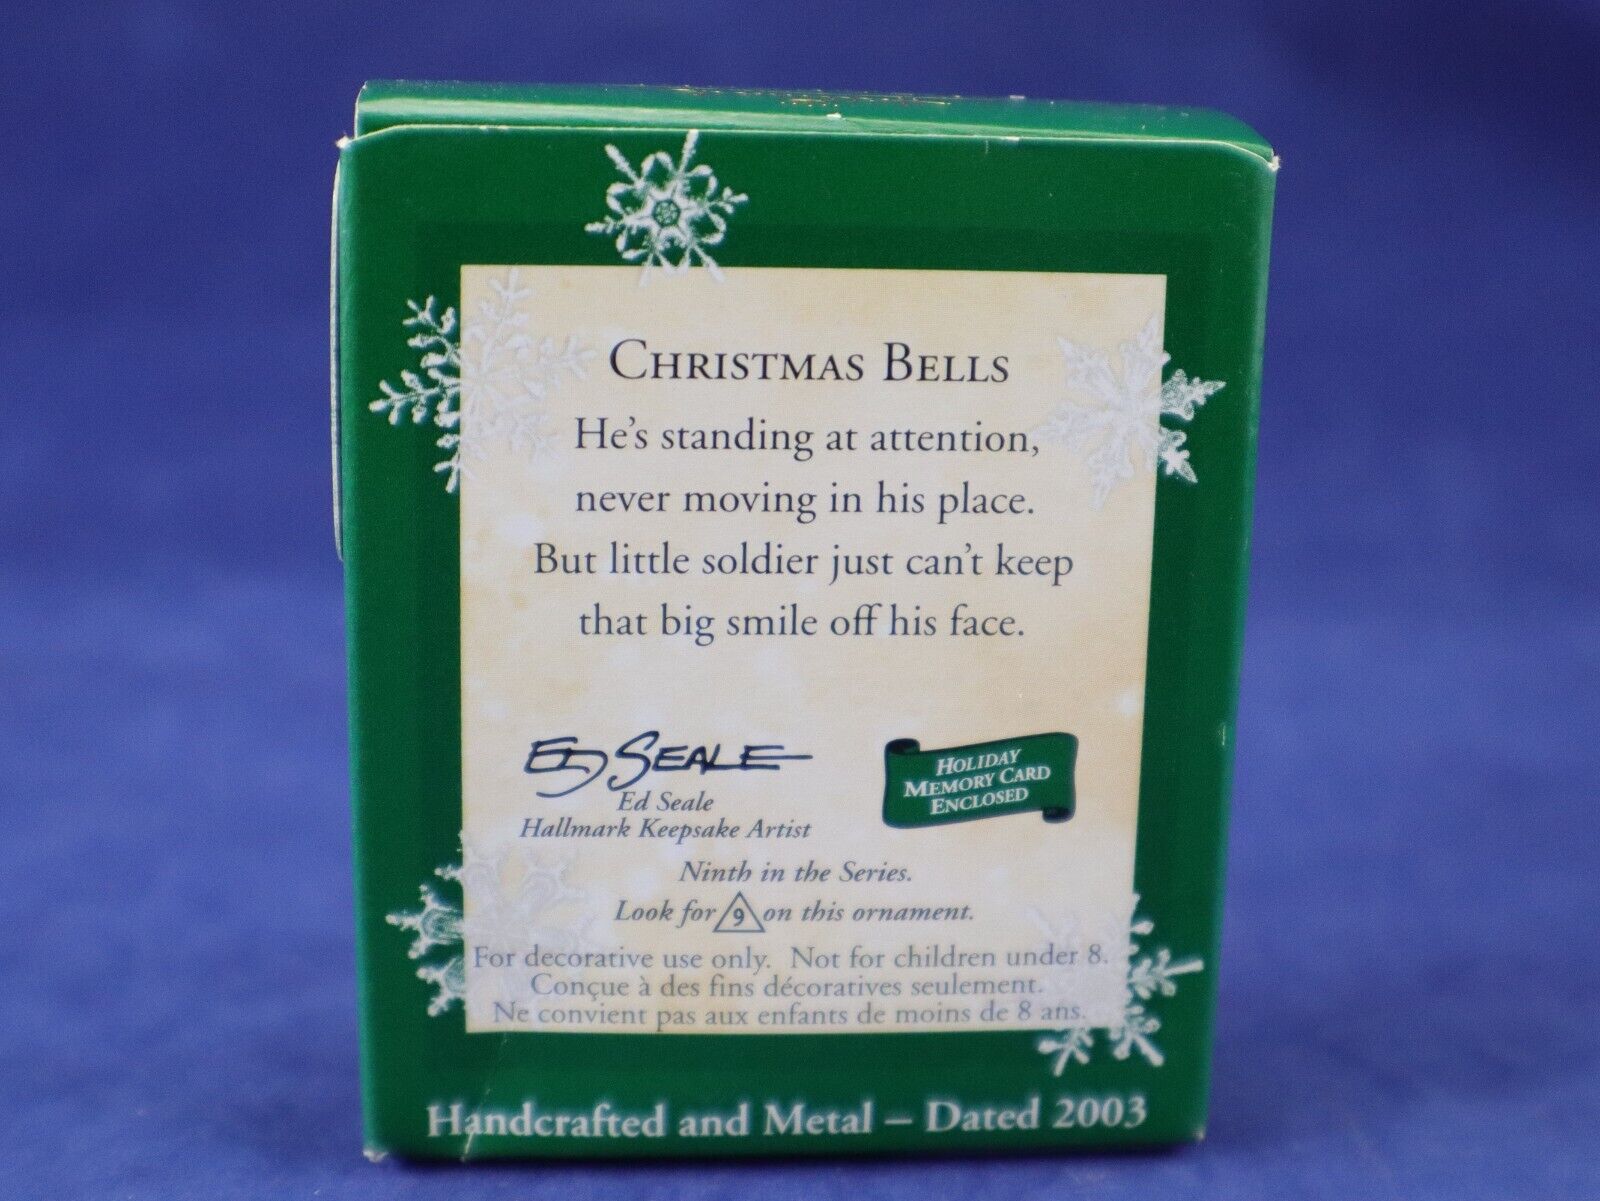 CHRISTMAS BELLS
He's standing at attention,
never moving in his place.
But little soldier just can't keep
that big smile off his face.
ED SEALE
Ed Seale
Hallmark Keepsake Artist
HOLIDAY
MEMORY CARD
ENCLOSED
Ninth in the Series.
Look for 9 on this ornament.
For decorative use only. Not for children under 8.
Conçue à des fins décoratives seulement.
Ne convient pas aux enfants de moins de 8 ans.
Handcrafted and Metal – Dated 2003